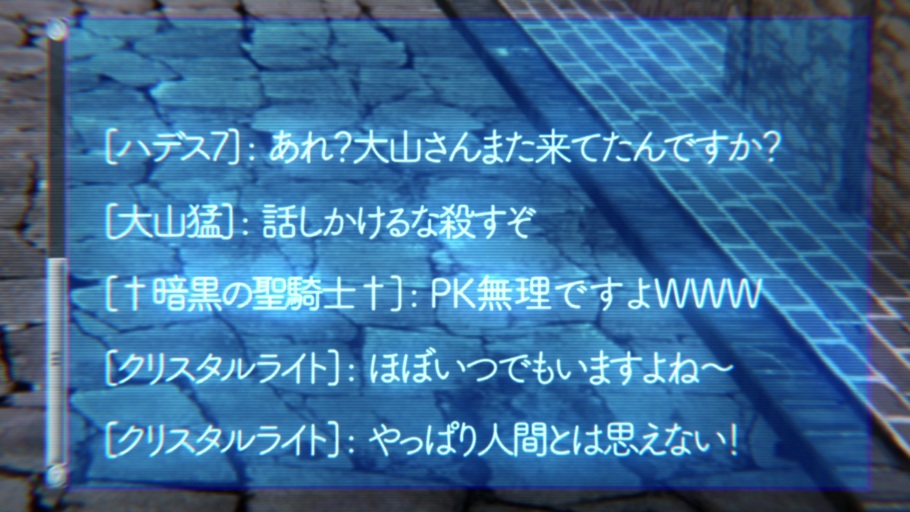 [ハデス7]: あれ?大山さんまた来てたんですか?
[大山猛]: 話しかけるな殺すぞ
[†暗黒の聖騎士†]: PK無理ですよWWW
[クリスタルライト]: ほぼいつでもいますよね～
[クリスタルライト]: やっぱり人間とは思えない!